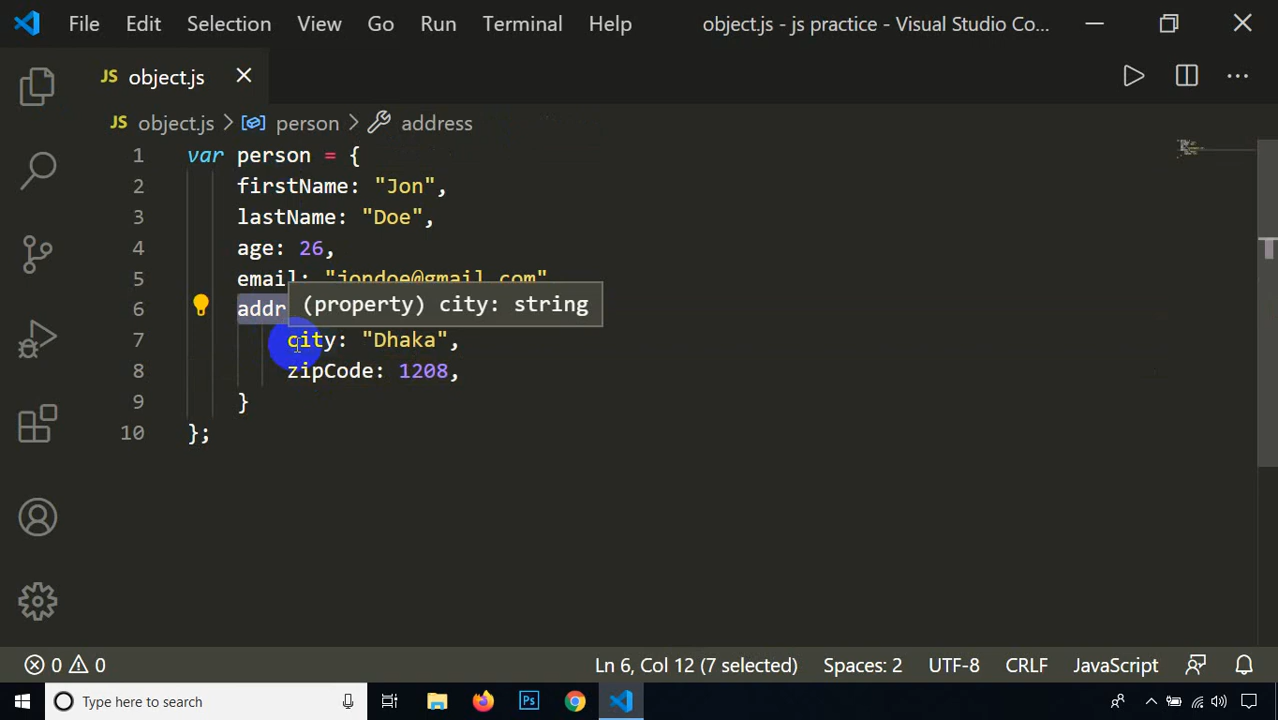 File Edit Selection View Go Run Terminal Help object.js - js practice - Visual Studio Co...
JS object.js
JS object.js > person > address
1 var person = {
2 firstName: "Jon",
3 lastName: "Doe",
4 age: 26,
5 email: "jondoe@gmail.com"
6 addr
(property) city: string
7 city: "Dhaka",
8 zipCode: 1208,
9 }
10 };
0 0 Ln 6, Col 12 (7 selected) Spaces: 2 UTF-8 CRLF JavaScript
Type here to search Ps